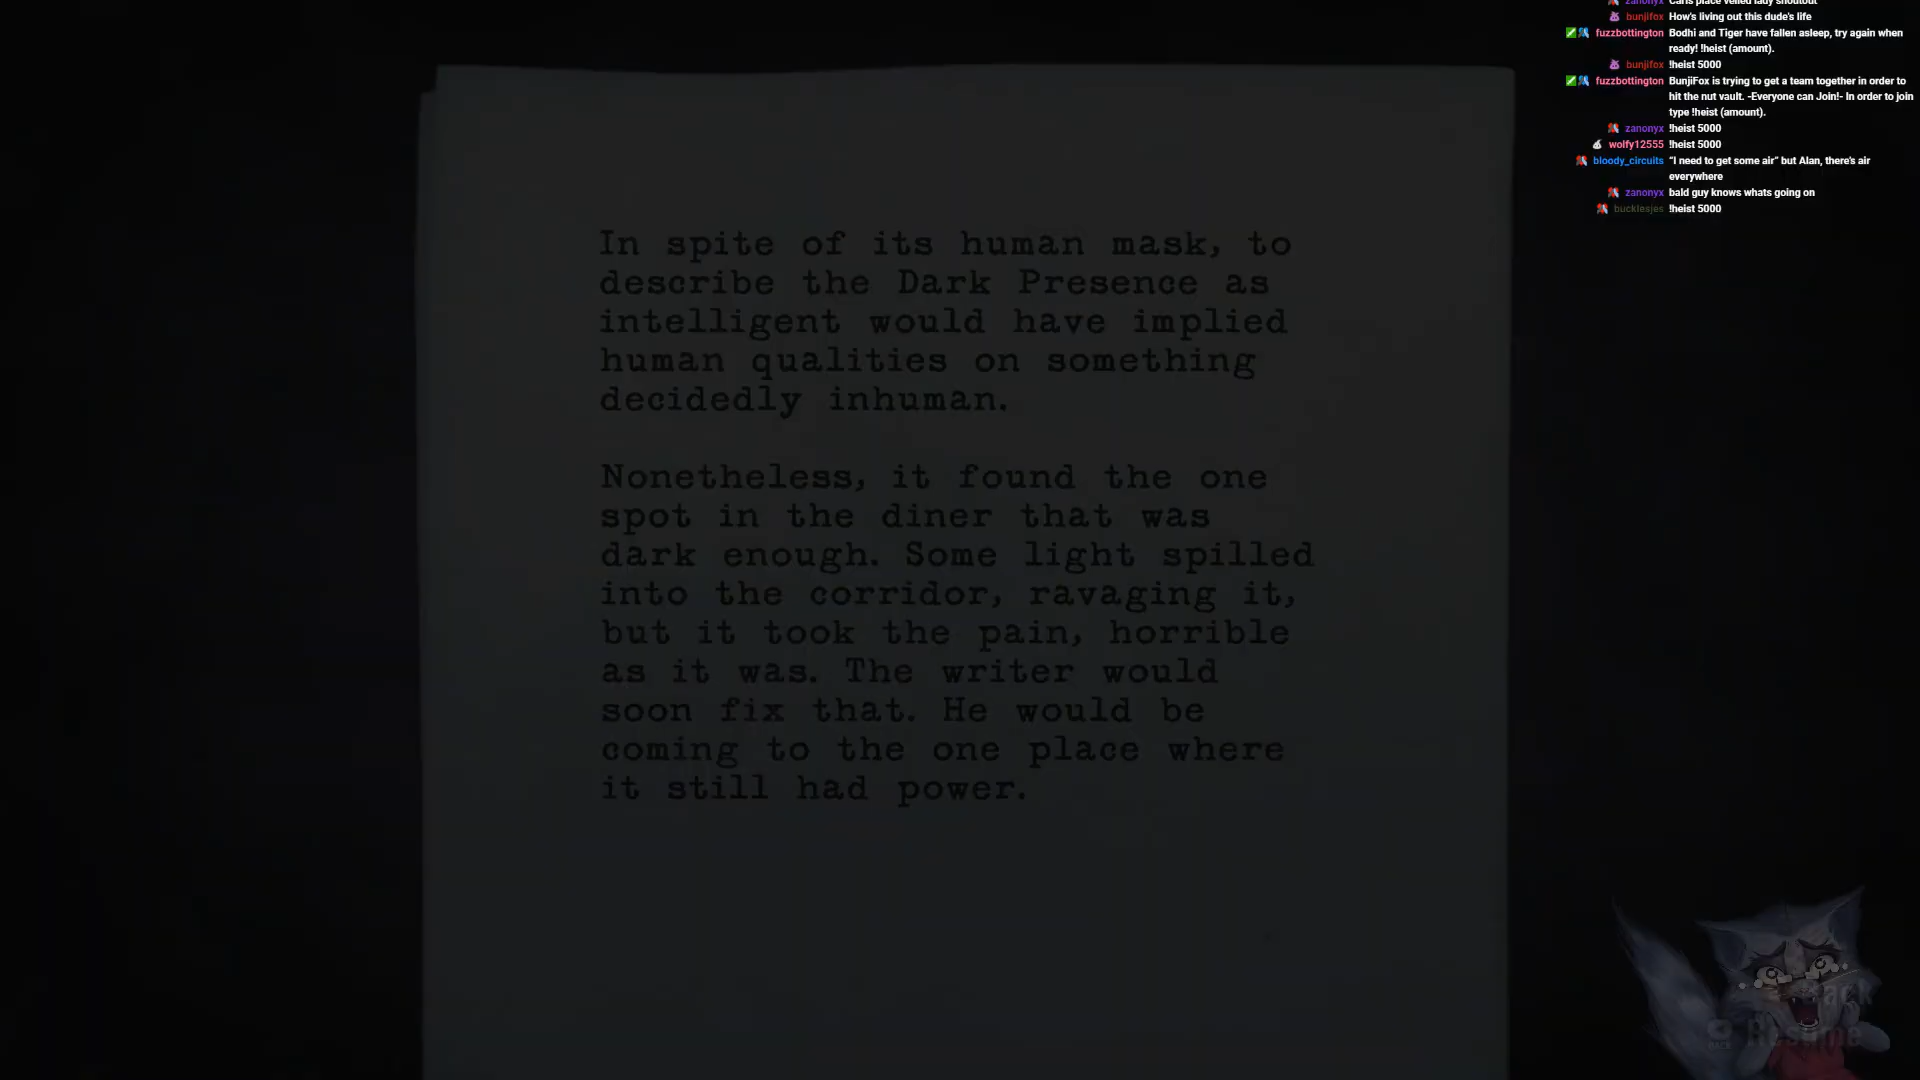 zanonyx Carls place veiled lady shoutout
bunjifox How's living out this dude's life
fuzzbottington Bodhi and Tiger have fallen asleep, try again when
ready! !heist (amount).
bunjifox !heist 5000
fuzzbottington BunjiFox is trying to get a team together in order to
hit the nut vault. -Everyone can Join!- In order to join
type !heist (amount).
zanonyx !heist 5000
wolfy12555 !heist 5000
bloody_circuits “I need to get some air” but Alan, there's air
everywhere
zanonyx bald guy knows whats going on
bucklesjes !heist 5000
In spite of its human mask, to
describe the Dark Presence as
intelligent would have implied
human qualities on something
decidedly inhuman.
Nonetheless, it found the one
spot in the diner that was
dark enough. Some light spilled
into the corridor, ravaging it,
but it took the pain, horrible
as it was. The writer would
soon fix that. He would be
coming to the one place where
it still had power.
Resume